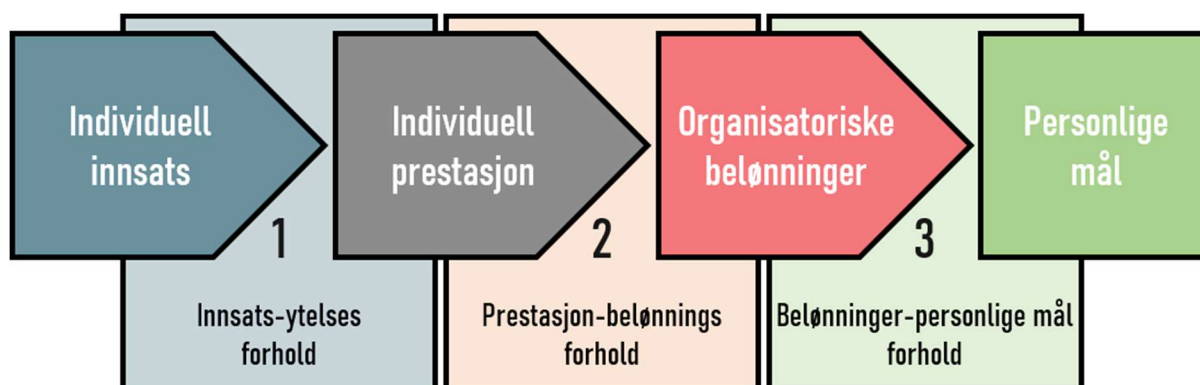 Individuell
innsats
Individuell
prestasjon
Organisatoriske
belønninger
Personlige
mål
1
2
3
Innsats-ytelses
forhold
Prestasjon-belønnings
forhold
Belønninger-personlige mål
forhold